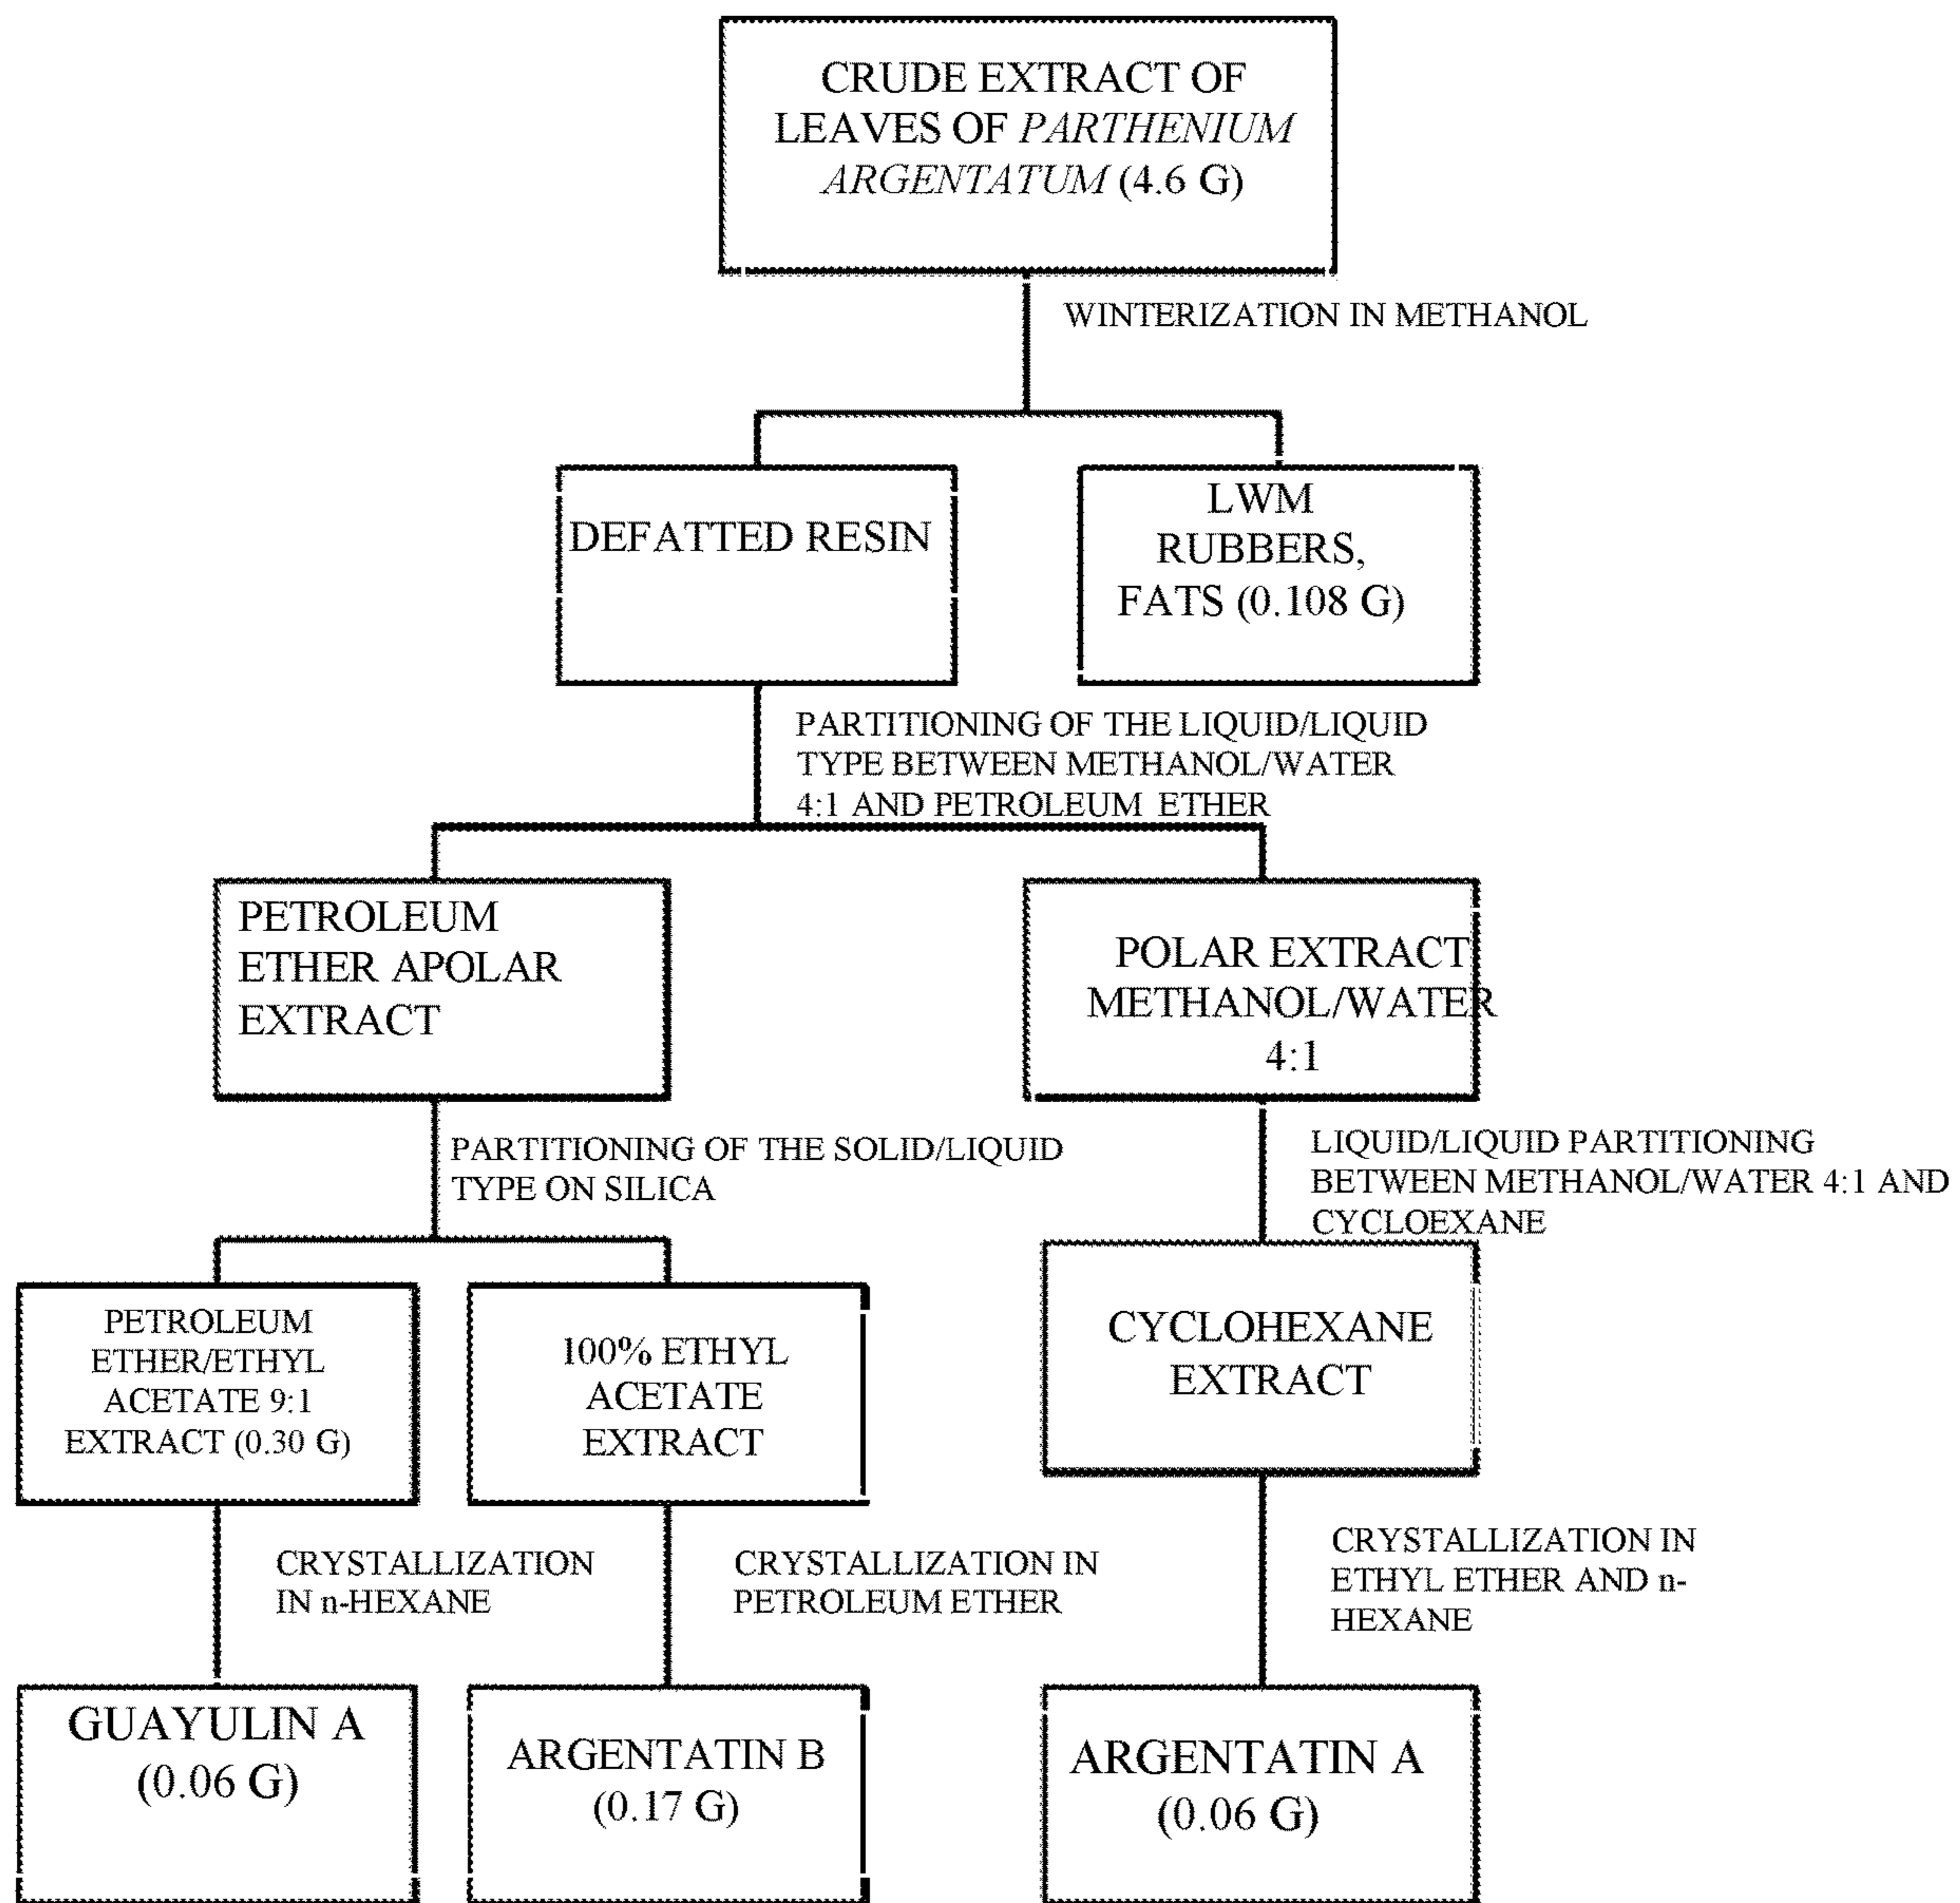 CRUDE EXTRACT OF
LEAVES OF PARTHENIUM
ARGENTATUM (4.6 G)
WINTERIZATION IN METHANOL
DEFATTED RESIN
LWM
RUBBERS,
FATS (0.108 G)
PARTITIONING OF THE LIQUID/LIQUID
TYPE BETWEEN METHANOL/WATER
4:1 AND PETROLEUM ETHER
PETROLEUM
ETHER APOLAR
EXTRACT
POLAR EXTRACT
METHANOL/WATER
4:1
PARTITIONING OF THE SOLID/LIQUID
TYPE ON SILICA
LIQUID/LIQUID PARTITIONING
BETWEEN METHANOL/WATER 4:1 AND
CYCLOEXANE
PETROLEUM
ETHER/ETHYL
ACETATE 9:1
EXTRACT (0.30 G)
100% ETHYL
ACETATE
EXTRACT
CYCLOHEXANE
EXTRACT
CRYSTALLIZATION
IN n-HEXANE
CRYSTALLIZATION IN
PETROLEUM ETHER
CRYSTALLIZATION IN
ETHYL ETHER AND n-
HEXANE
GUAYULIN A
(0.06 G)
ARGENTATIN B
(0.17 G)
ARGENTATIN A
(0.06 G)